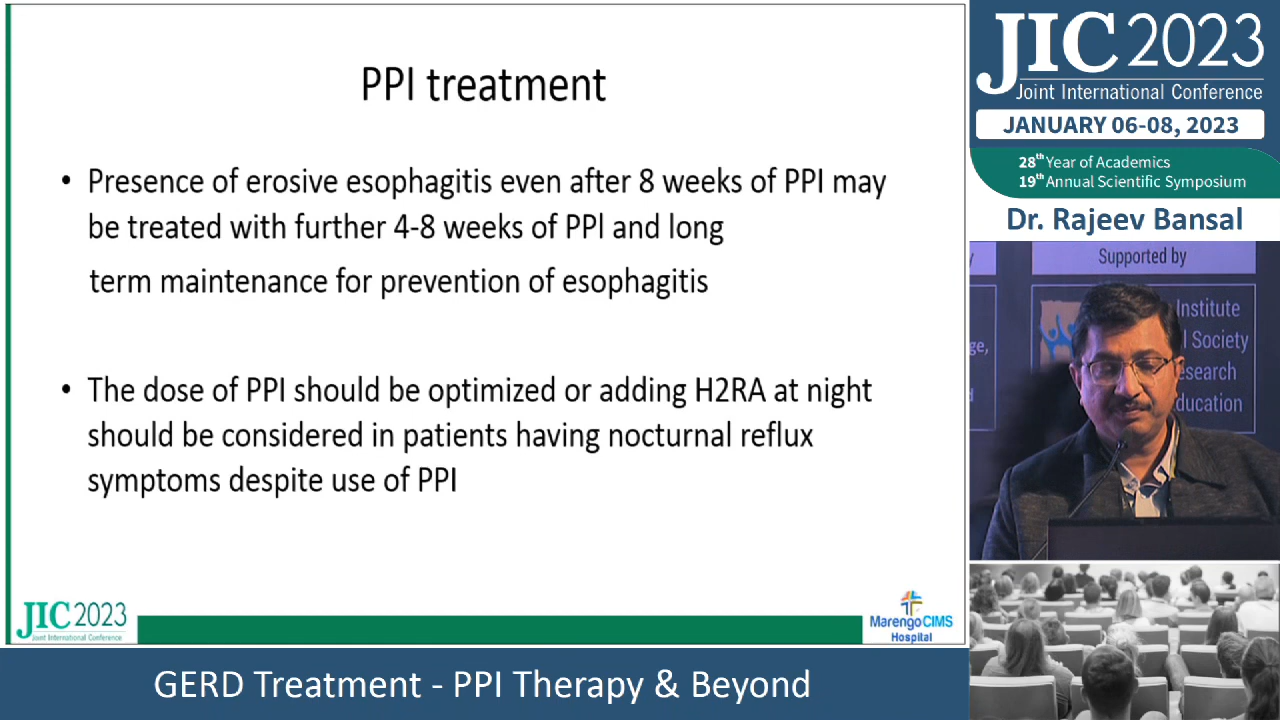 PPI treatment
• Presence of erosive esophagitis even after 8 weeks of PPI may
be treated with further 4-8 weeks of PPI and long
term maintenance for prevention of esophagitis
• The dose of PPI should be optimized or adding H2RA at night
should be considered in patients having nocturnal reflux
symptoms despite use of PPI
JIC 2023
Joint International Conference
MarengoCIMS
Hospital
GERD Treatment - PPI Therapy & Beyond
JIC 2023
Joint International Conference
JANUARY 06-08, 2023
28th Year of Academics
19th Annual Scientific Symposium
Dr. Rajeev Bansal
Supported by
Institute
Society